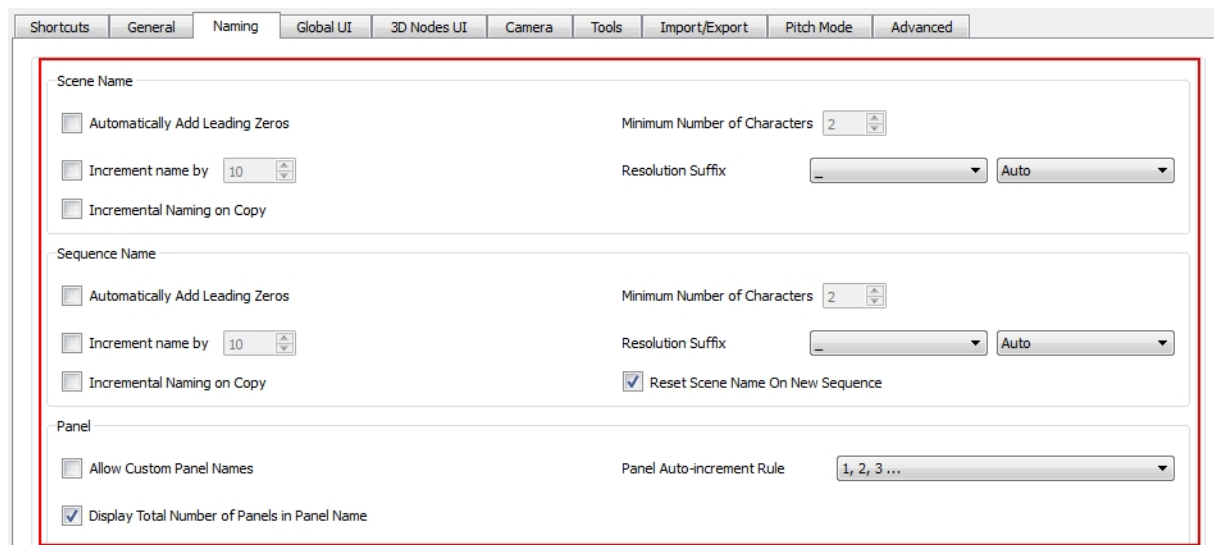 Shortcuts General Naming Global UI 3D Nodes UI Camera Tools Import/Export Pitch Mode Advanced
Scene Name
Automatically Add Leading Zeros Minimum Number of Characters 2
Increment name by 10 Resolution Suffix _ Auto
Incremental Naming on Copy
Sequence Name
Automatically Add Leading Zeros Minimum Number of Characters 2
Increment name by 10 Resolution Suffix _ Auto
Incremental Naming on Copy Reset Scene Name On New Sequence
Panel
Allow Custom Panel Names Panel Auto-increment Rule 1, 2, 3 ...
Display Total Number of Panels in Panel Name